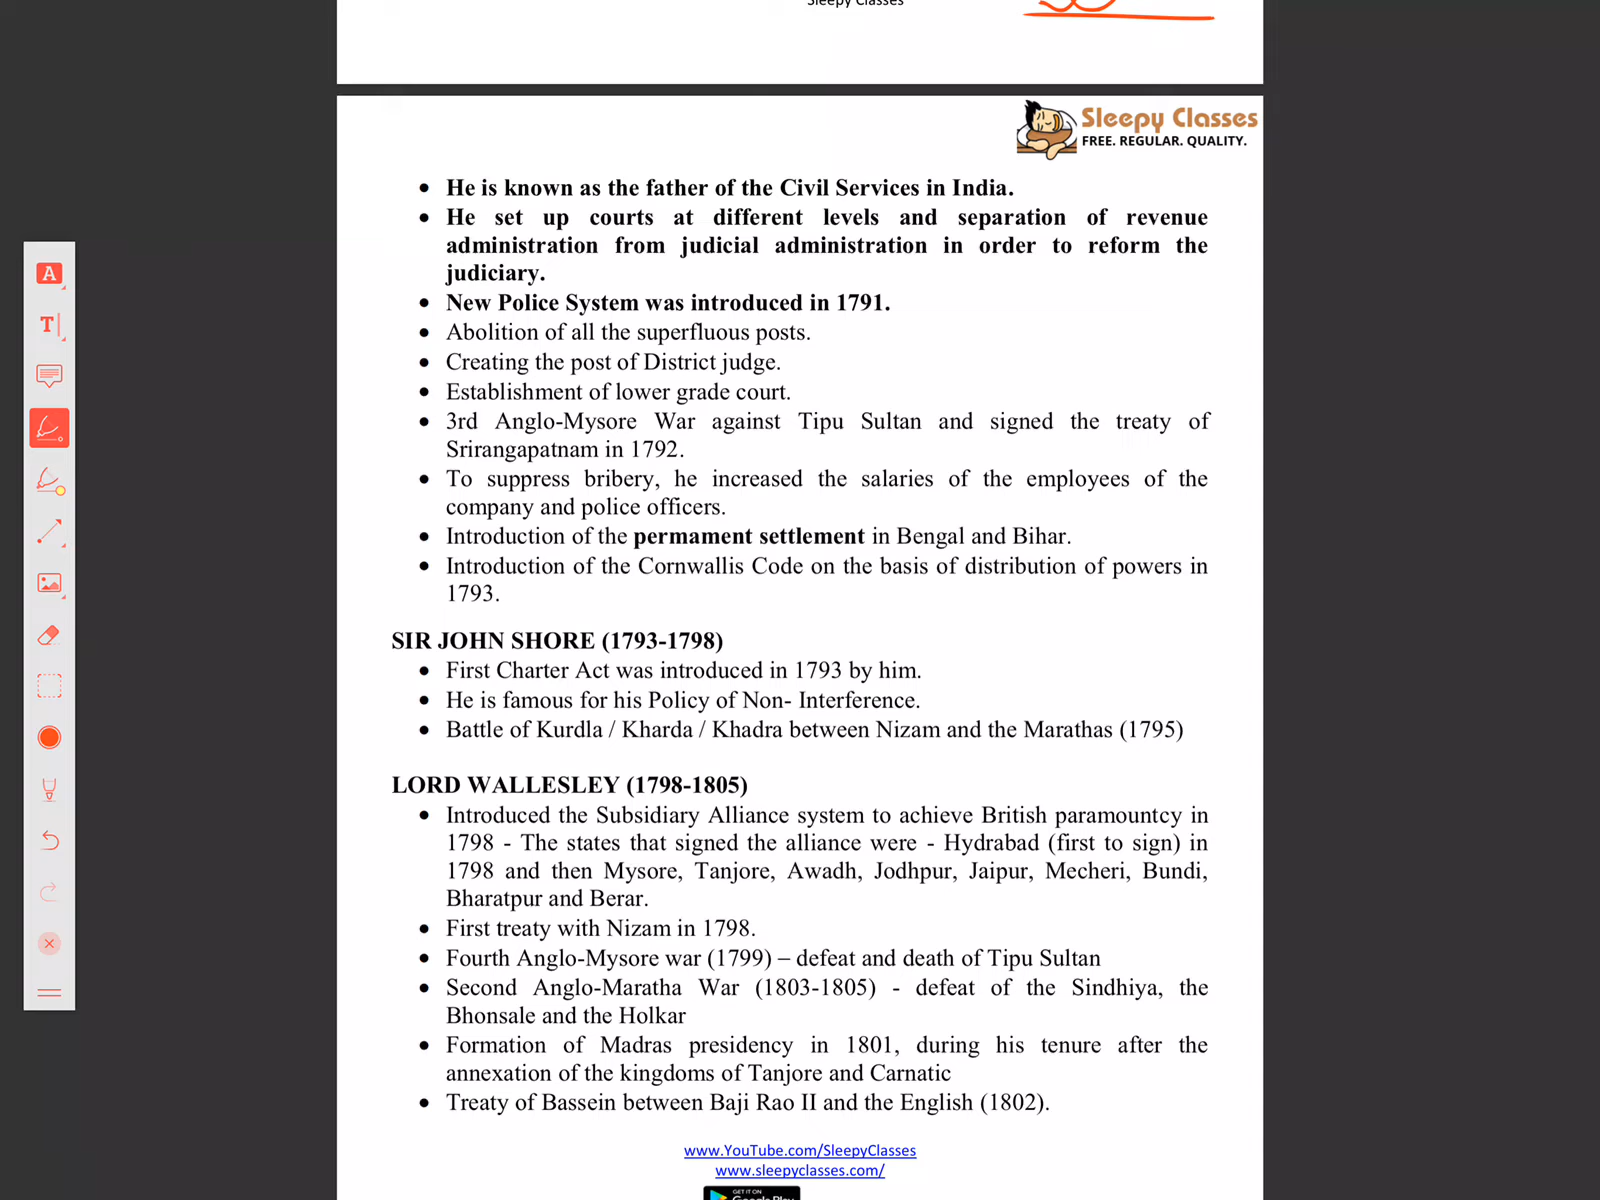 Sleepy Classes
Sleepy Classes
FREE. REGULAR. QUALITY.
• He is known as the father of the Civil Services in India.
• He set up courts at different levels and separation of revenue
administration from judicial administration in order to reform the
judiciary.
• New Police System was introduced in 1791.
• Abolition of all the superfluous posts.
• Creating the post of District judge.
• Establishment of lower grade court.
• 3rd Anglo-Mysore War against Tipu Sultan and signed the treaty of
Srirangapatnam in 1792.
• To suppress bribery, he increased the salaries of the employees of the
company and police officers.
• Introduction of the permament settlement in Bengal and Bihar.
• Introduction of the Cornwallis Code on the basis of distribution of powers in
1793.
SIR JOHN SHORE (1793-1798)
• First Charter Act was introduced in 1793 by him.
• He is famous for his Policy of Non- Interference.
• Battle of Kurdla / Kharda / Khadra between Nizam and the Marathas (1795)
LORD WALLESLEY (1798-1805)
• Introduced the Subsidiary Alliance system to achieve British paramountcy in
1798 - The states that signed the alliance were - Hydrabad (first to sign) in
1798 and then Mysore, Tanjore, Awadh, Jodhpur, Jaipur, Mecheri, Bundi,
Bharatpur and Berar.
• First treaty with Nizam in 1798.
• Fourth Anglo-Mysore war (1799) – defeat and death of Tipu Sultan
• Second Anglo-Maratha War (1803-1805) - defeat of the Sindhiya, the
Bhonsale and the Holkar
• Formation of Madras presidency in 1801, during his tenure after the
annexation of the kingdoms of Tanjore and Carnatic
• Treaty of Bassein between Baji Rao II and the English (1802).
www.YouTube.com/SleepyClasses
www.sleepyclasses.com/
GET IT ON
Google Play
A
T